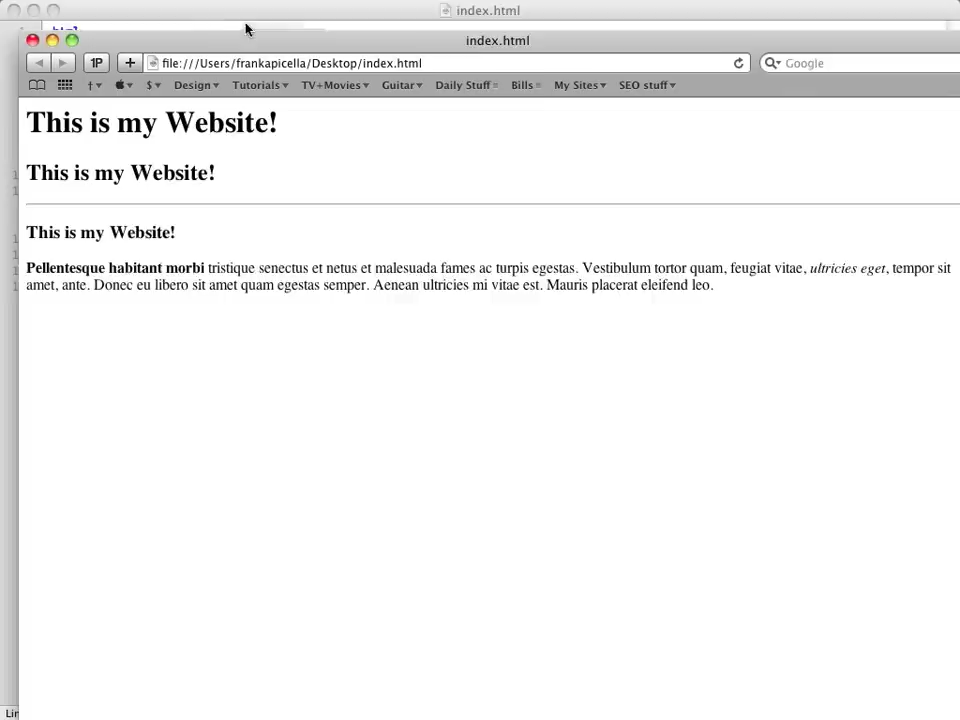 index.html
index.html
1P + file:///Users/frankapicella/Desktop/index.html Google
$ Design Tutorials TV+Movies Guitar Daily Stuff Bills My Sites SEO stuff
This is my Website!
This is my Website!
This is my Website!
Pellentesque habitant morbi tristique senectus et netus et malesuada fames ac turpis egestas. Vestibulum tortor quam, feugiat vitae, ultricies eget, tempor sit
amet, ante. Donec eu libero sit amet quam egestas semper. Aenean ultricies mi vitae est. Mauris placerat eleifend leo.